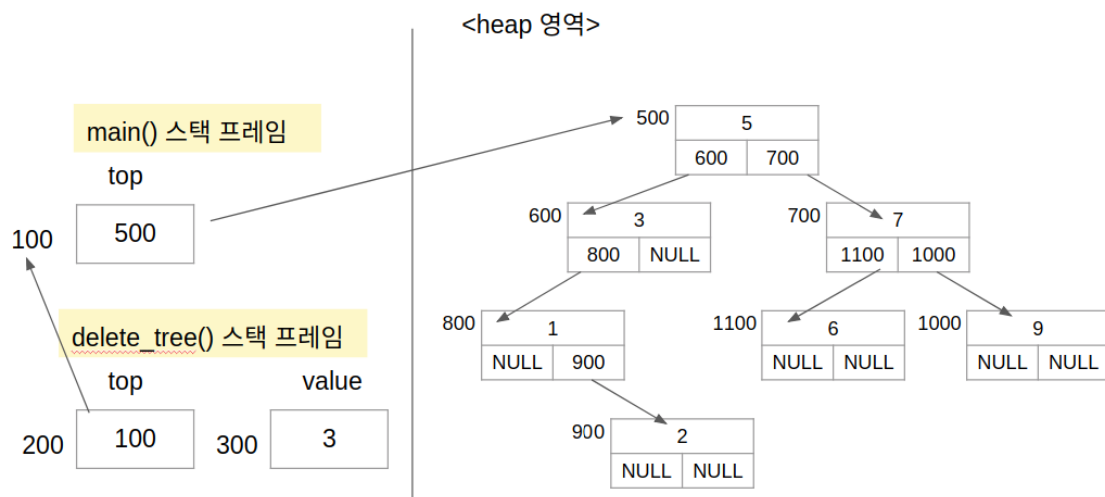 <heap 영역>
main() 스택 프레임
top
100
500
delete_tree() 스택 프레임
top
value
200
100
300
3
500
5
600
700
600
3
800
NULL
700
7
1100
1000
800
1
NULL
900
1100
6
NULL
NULL
1000
9
NULL
NULL
900
2
NULL
NULL